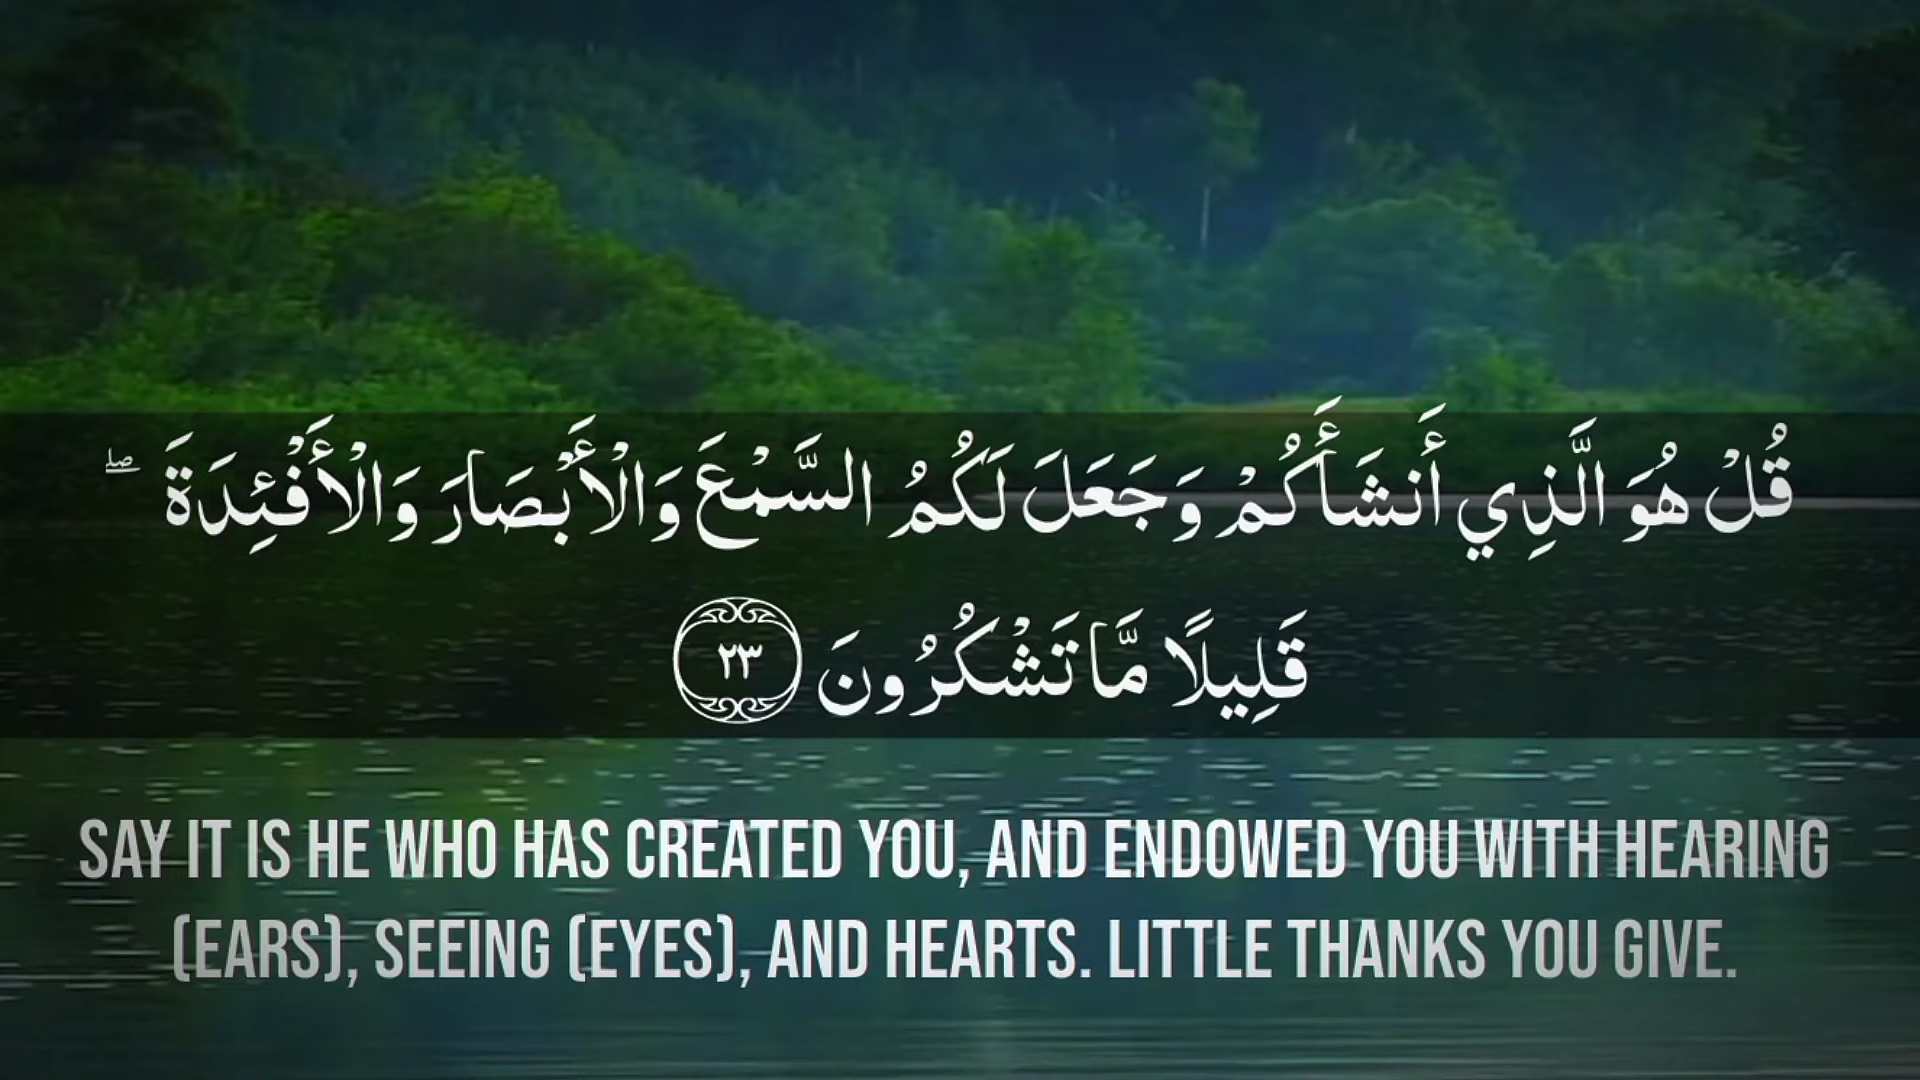 قُلْ هُوَ الَّذِي أَنشَأَكُمْ وَجَعَلَ لَكُمُ السَّمْعَ وَالْأَبْصَارَ وَالْأَفْئِدَةَ ۖ
قَلِيلًا مَّا تَشْكُرُونَ ٢٣
SAY IT IS HE WHO HAS CREATED YOU, AND ENDOWED YOU WITH HEARING
(EARS), SEEING (EYES), AND HEARTS. LITTLE THANKS YOU GIVE.